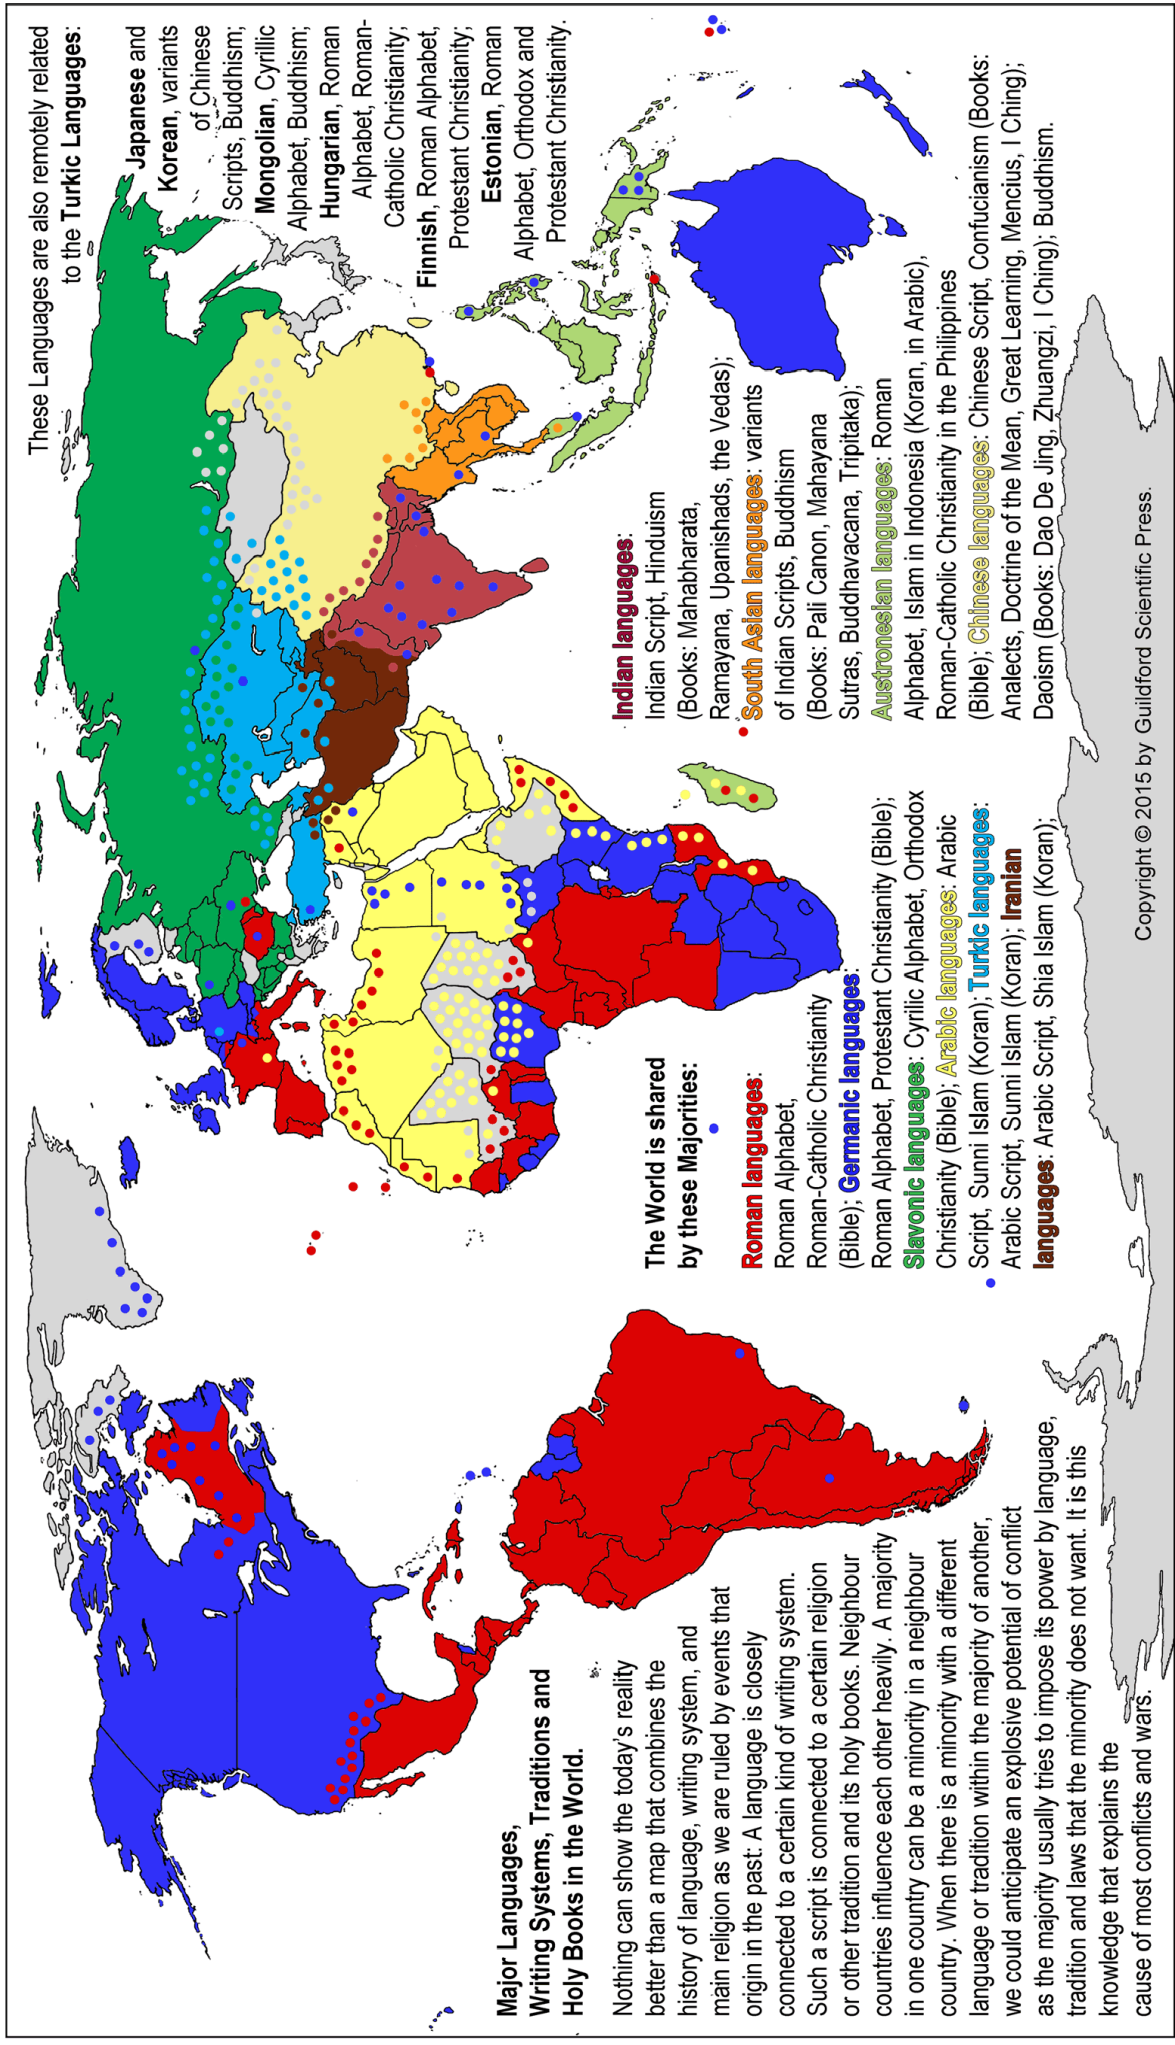 Major Languages,
Writing Systems, Traditions and
Holy Books in the World.
Nothing can show the today's reality
better than a map that combines the
history of language, writing system, and
main religion as we are ruled by events that
origin in the past. A language is closely
connected to a certain kind of writing system.
Such a script is connected to a certain religion
or other tradition and its holy books. Neighbour
countries influence each other heavily. A majority
in one country can be a minority in a neighbour
country. When there is a minority with a different
language or tradition within the majority of another,
we could anticipate an explosive potential of conflict
as the majority usually tries to impose its power by language,
tradition and laws that the minority does not want. It is this
knowledge that explains the
cause of most conflicts and wars.
The World is shared
by these Majorities:
Roman languages:
Roman Alphabet,
Roman-Catholic Christianity
(Bible); Germanic languages:
Roman Alphabet, Protestant Christianity (Bible);
Slavonic languages: Cyrilic Alphabet, Orthodox
Christianity (Bible); Arabic languages: Arabic
Script, Sunni Islam (Koran); Turkic languages:
Arabic Script, Sunni Islam (Koran); Iranian
languages: Arabic Script, Shia Islam (Koran);
Indian languages:
Indian Script, Hinduism
(Books: Mahabharata,
Ramayana, Upanishads, the Vedas);
South Asian languages: variants
of Indian Scripts, Buddhism
(Books: Pali Canon, Mahayana
Sutras, Buddhavacana, Tripitaka);
Austronesian languages: Roman
Alphabet, Islam in Indonesia (Koran, in Arabic),
Roman-Catholic Christianity in the Philippines
(Bible); Chinese languages: Chinese Script, Confucianism (Books:
Analects, Doctrine of the Mean, Great Learning, Mencius, I Ching);
Daoism (Books: Dao De Jing, Zhuangzi, I Ching); Buddhism.
These Languages are also remotely related
to the Turkic Languages:
Japanese and
Korean, variants
of Chinese
Scripts, Buddhism;
Mongolian, Cyrillic
Alphabet, Buddhism;
Hungarian, Roman
Alphabet, Roman-
Catholic Christianity;
Finnish, Roman Alphabet,
Protestant Christianity;
Estonian, Roman
Alphabet, Orthodox and
Protestant Christianity.
Copyright © 2015 by Guildford Scientific Press.